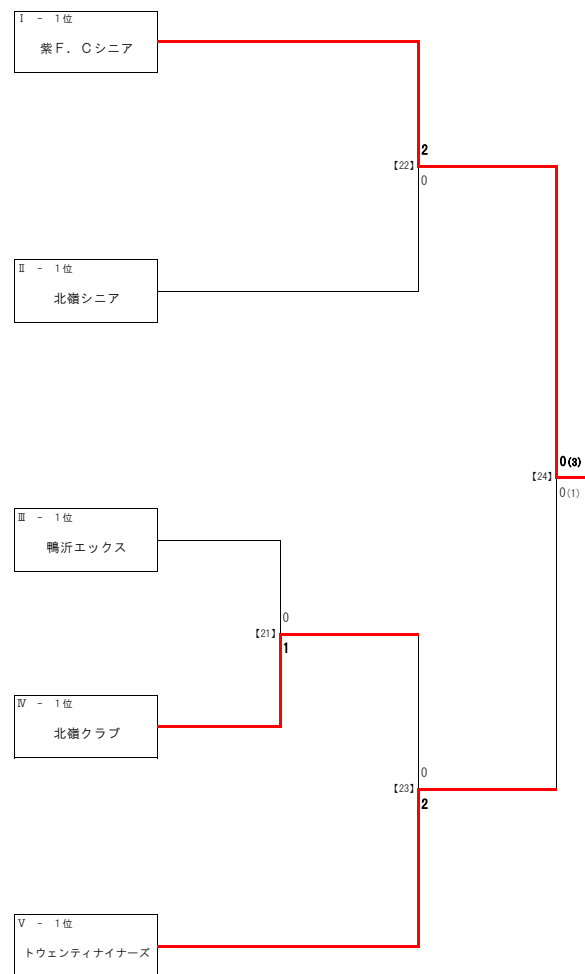 Ⅰ － １位
紫Ｆ．Ｃシニア
2
【22】
0
Ⅱ － １位
北嶺シニア
0(3)
【24】
0(1)
Ⅲ － １位
鴨沂エックス
0
【21】
1
Ⅳ － １位
北嶺クラブ
0
【23】
2
Ⅴ － １位
トウェンティナイナーズ